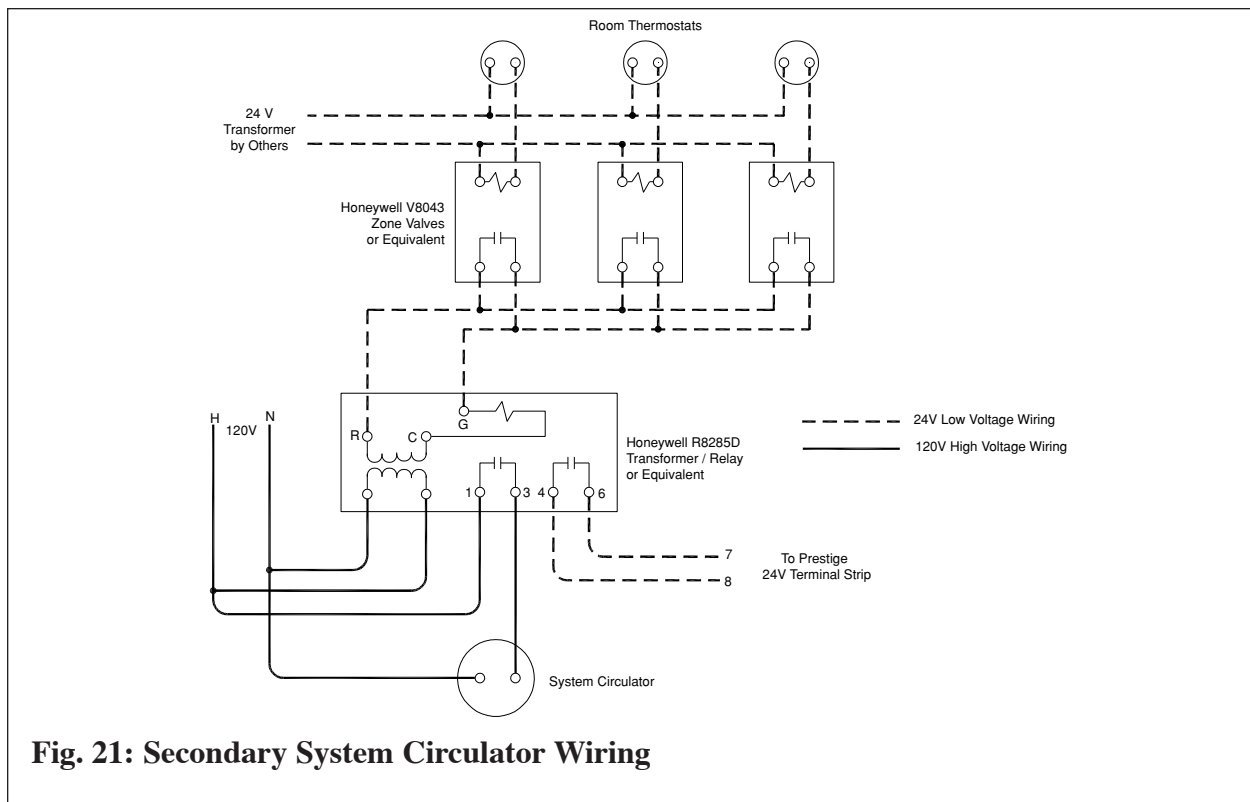 Room Thermostats
24 V
Transformer
by Others
Honeywell V8043
Zone Valves
or Equivalent
H
N
120V
R
C
G
1
3
4
6
Honeywell R8285D
Transformer / Relay
or Equivalent
24V Low Voltage Wiring
120V High Voltage Wiring
7
8
To Prestige
24V Terminal Strip
System Circulator
Fig. 21: Secondary System Circulator Wiring